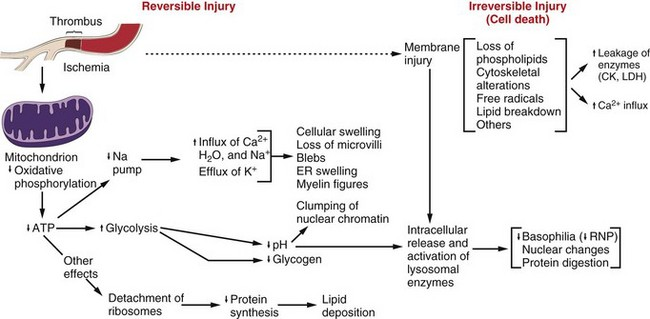 Reversible Injury
Irreversible Injury
(Cell death)
Thrombus
Ischemia
Membrane
injury
Loss of
phospholipids
Cytoskeletal
alterations
Free radicals
Lipid breakdown
Others
↑ Leakage of
enzymes
(CK, LDH)
↑ Ca²⁺ influx
Mitochondrion
↓ Oxidative
phosphorylation
↓ Na
pump
↑ Influx of Ca²⁺
H₂O, and Na⁺
Efflux of K⁺
Cellular swelling
Loss of microvilli
Blebs
ER swelling
Myelin figures
Clumping of
nuclear chromatin
↓ ATP
↑ Glycolysis
↓ pH
↓ Glycogen
Intracellular
release and
activation of
lysosomal
enzymes
↓ Basophilia (↓ RNP)
Nuclear changes
Protein digestion
Other
effects
Detachment of
ribosomes
↓ Protein
synthesis
Lipid
deposition